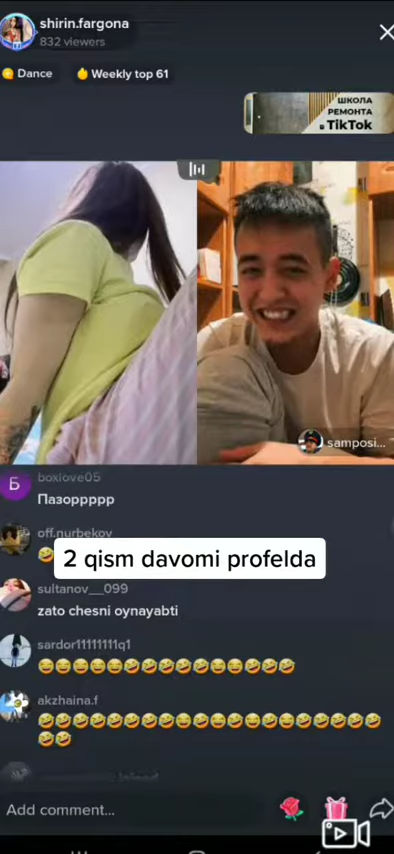 shirin.fargona
832 viewers
Dance
Weekly top 61
ШКОЛА
РЕМОНТА
в TikTok
samposi...
Б
boxlove05
Пазорррpp
off.nurbekov
2 qism davomi profelda
sultanov__099
zato chesni oynayabti
sardor11111111q1
😂😂😂😂😂🤣🤣🤣🤣🤣😂😂🤣🤣🤣
akzhaina.f
🤣🤣🤣🤣🤣🤣🤣🤣😂🤣🤣😂🤣🤣😂🤣🤣🤣🤣🤣
🤣🤣
Add comment...